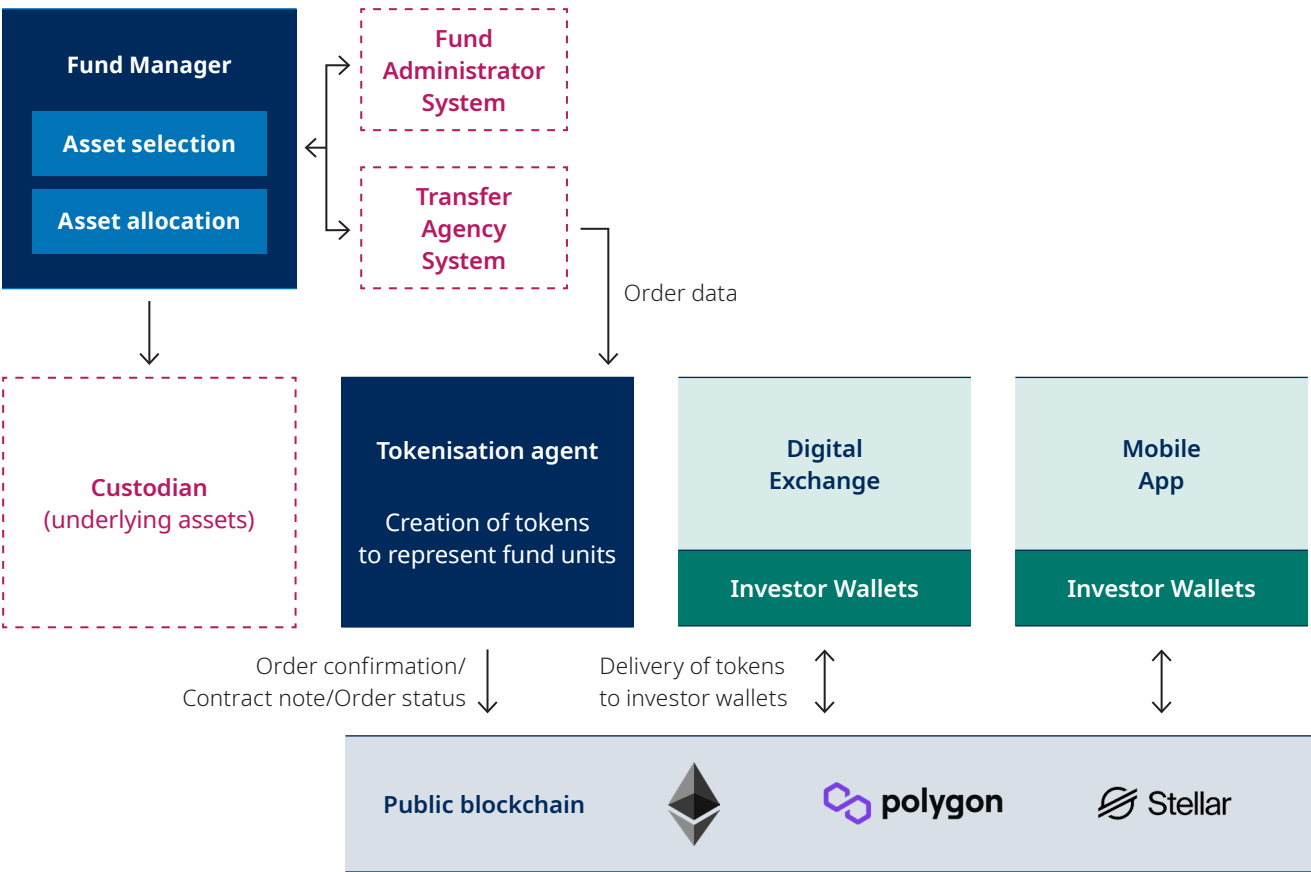 Fund Manager
Asset selection
Asset allocation
Fund
Administrator
System
Transfer
Agency
System
Order data
Custodian
(underlying assets)
Tokenisation agent
Creation of tokens
to represent fund units
Digital
Exchange
Investor Wallets
Mobile
App
Investor Wallets
Order confirmation/
Contract note/Order status
Delivery of tokens
to investor wallets
Public blockchain
polygon
Stellar